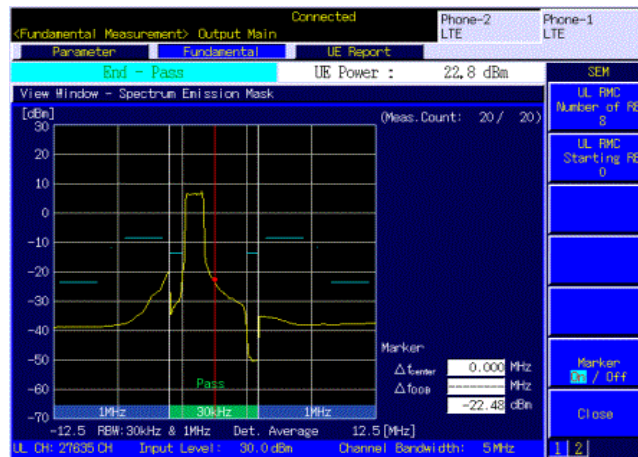 Connected
<Fundamental Measurement> Output Main
Phone-2
LTE
Phone-1
LTE
Parameter Fundamental UE Report
End - Pass UE Power : 22.8 dBm
SEM
View Window - Spectrum Emission Mask
UL RMC
Number of RB
8
UL RMC
Starting RB
0
[dBm]
(Meas.Count: 20/ 20)
30
20
10
0
-10
-20
-30
-40
-50
-60
-70
Pass
1MHz 30kHz 1MHz
-12.5 RBW:30kHz & 1MHz Det. Average 12.5[MHz]
Marker
Δfcenter 0.000 MHz
ΔfOOB ------- MHz
-22.48 dBm
Marker
On / Off
Close
UL CH: 27635CH Input Level: 30.0dBm Channel Bandwidth: 5MHz
1 2